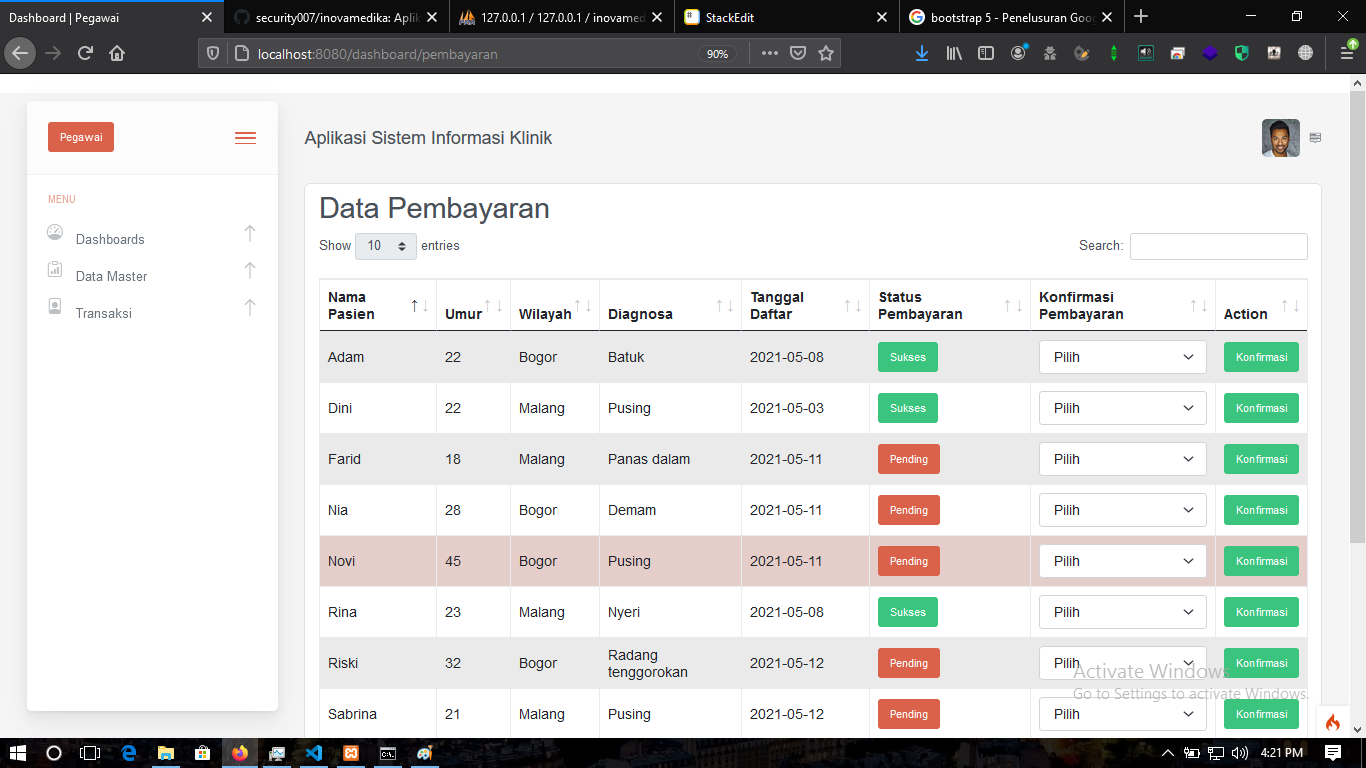 Dashboard | Pegawai
security007/inovamedika: Aplik
127.0.0.1 / 127.0.0.1 / inovamed
StackEdit
bootstrap 5 - Penelusuran Goog
localhost:8080/dashboard/pembayaran
90%
Pegawai
Aplikasi Sistem Informasi Klinik
MENU
Dashboards
Data Master
Transaksi
Data Pembayaran
Show 10 entries
Search:
Nama Pasien Umur Wilayah Diagnosa Tanggal Daftar Status Pembayaran Konfirmasi Pembayaran Action
Adam 22 Bogor Batuk 2021-05-08 Sukses Pilih Konfirmasi
Dini 22 Malang Pusing 2021-05-03 Sukses Pilih Konfirmasi
Farid 18 Malang Panas dalam 2021-05-11 Pending Pilih Konfirmasi
Nia 28 Bogor Demam 2021-05-11 Pending Pilih Konfirmasi
Novi 45 Bogor Pusing 2021-05-11 Pending Pilih Konfirmasi
Rina 23 Malang Nyeri 2021-05-08 Sukses Pilih Konfirmasi
Riski 32 Bogor Radang tenggorokan 2021-05-12 Pending Pilih Konfirmasi
Sabrina 21 Malang Pusing 2021-05-12 Pending Pilih Konfirmasi
Activate Windows
Go to Settings to activate Windows.
4:21 PM